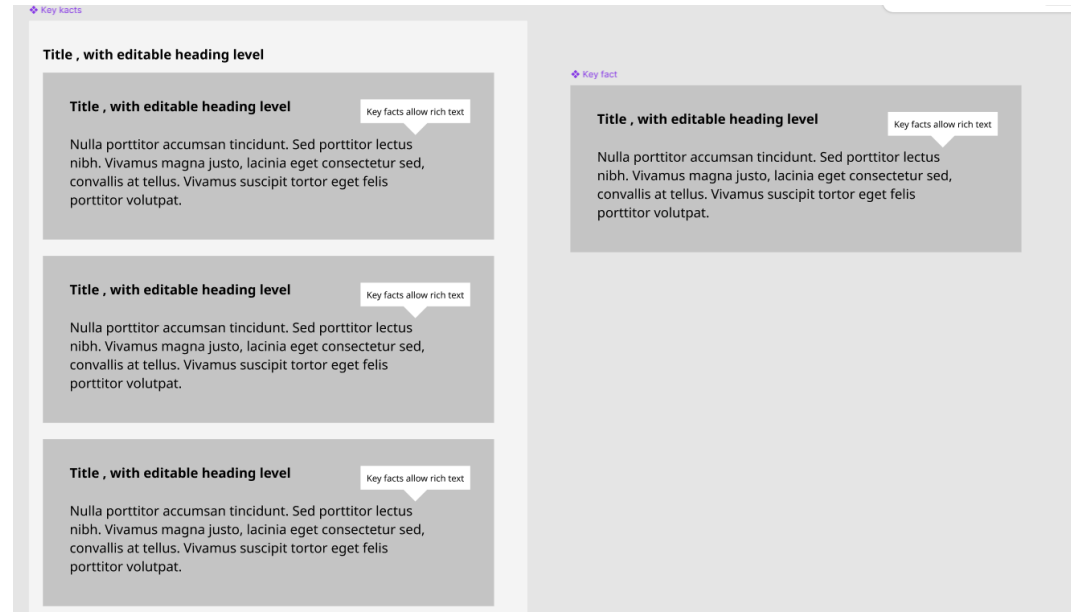 Key kacts
Title , with editable heading level
Title , with editable heading level
Key facts allow rich text
Nulla porttitor accumsan tincidunt. Sed porttitor lectus
nibh. Vivamus magna justo, lacinia eget consectetur sed,
convallis at tellus. Vivamus suscipit tortor eget felis
porttitor volutpat.
Title , with editable heading level
Key facts allow rich text
Nulla porttitor accumsan tincidunt. Sed porttitor lectus
nibh. Vivamus magna justo, lacinia eget consectetur sed,
convallis at tellus. Vivamus suscipit tortor eget felis
porttitor volutpat.
Title , with editable heading level
Key facts allow rich text
Nulla porttitor accumsan tincidunt. Sed porttitor lectus
nibh. Vivamus magna justo, lacinia eget consectetur sed,
convallis at tellus. Vivamus suscipit tortor eget felis
porttitor volutpat.
Key fact
Title , with editable heading level
Key facts allow rich text
Nulla porttitor accumsan tincidunt. Sed porttitor lectus
nibh. Vivamus magna justo, lacinia eget consectetur sed,
convallis at tellus. Vivamus suscipit tortor eget felis
porttitor volutpat.